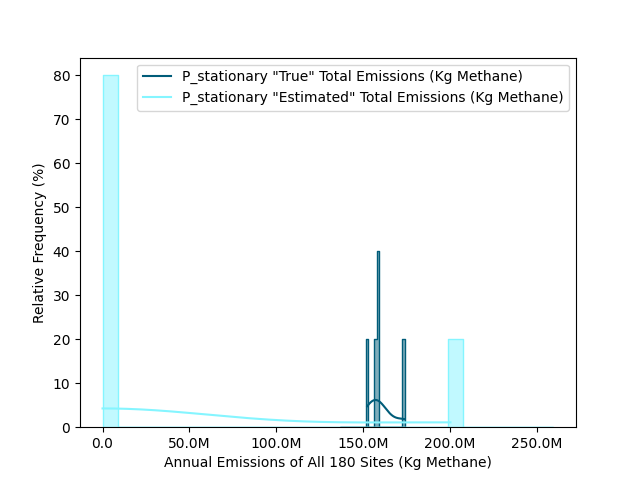 P_stationary "True" Total Emissions (Kg Methane)
P_stationary "Estimated" Total Emissions (Kg Methane)
Relative Frequency (%)
80
70
60
50
40
30
20
10
0
0.0 50.0M 100.0M 150.0M 200.0M 250.0M
Annual Emissions of All 180 Sites (Kg Methane)